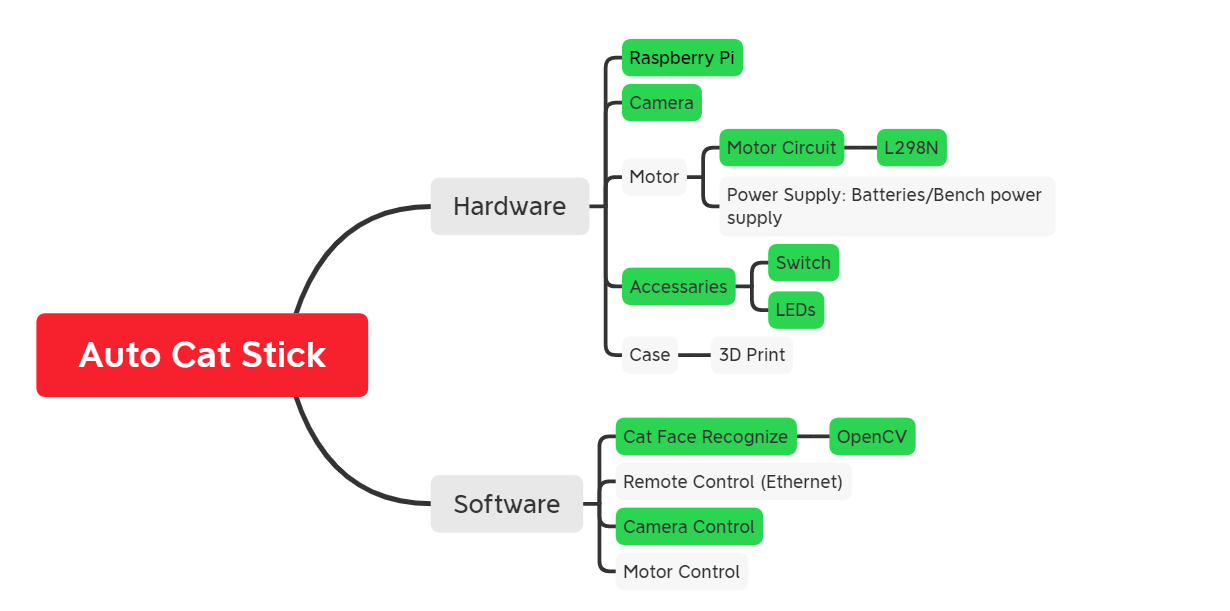 Auto Cat Stick
Hardware
Raspberry Pi
Camera
Motor
Motor Circuit
L298N
Power Supply: Batteries/Bench power
supply
Accessaries
Switch
LEDs
Case
3D Print
Software
Cat Face Recognize
OpenCV
Remote Control (Ethernet)
Camera Control
Motor Control